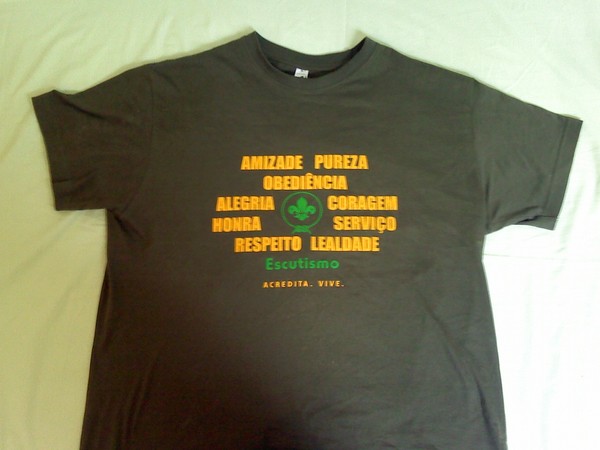 AMIZADE PUREZA
OBEDIÊNCIA
ALEGRIA CORAGEM
HONRA SERVIÇO
RESPEITO LEALDADE
Escutismo
ACREDITA. VIVE.